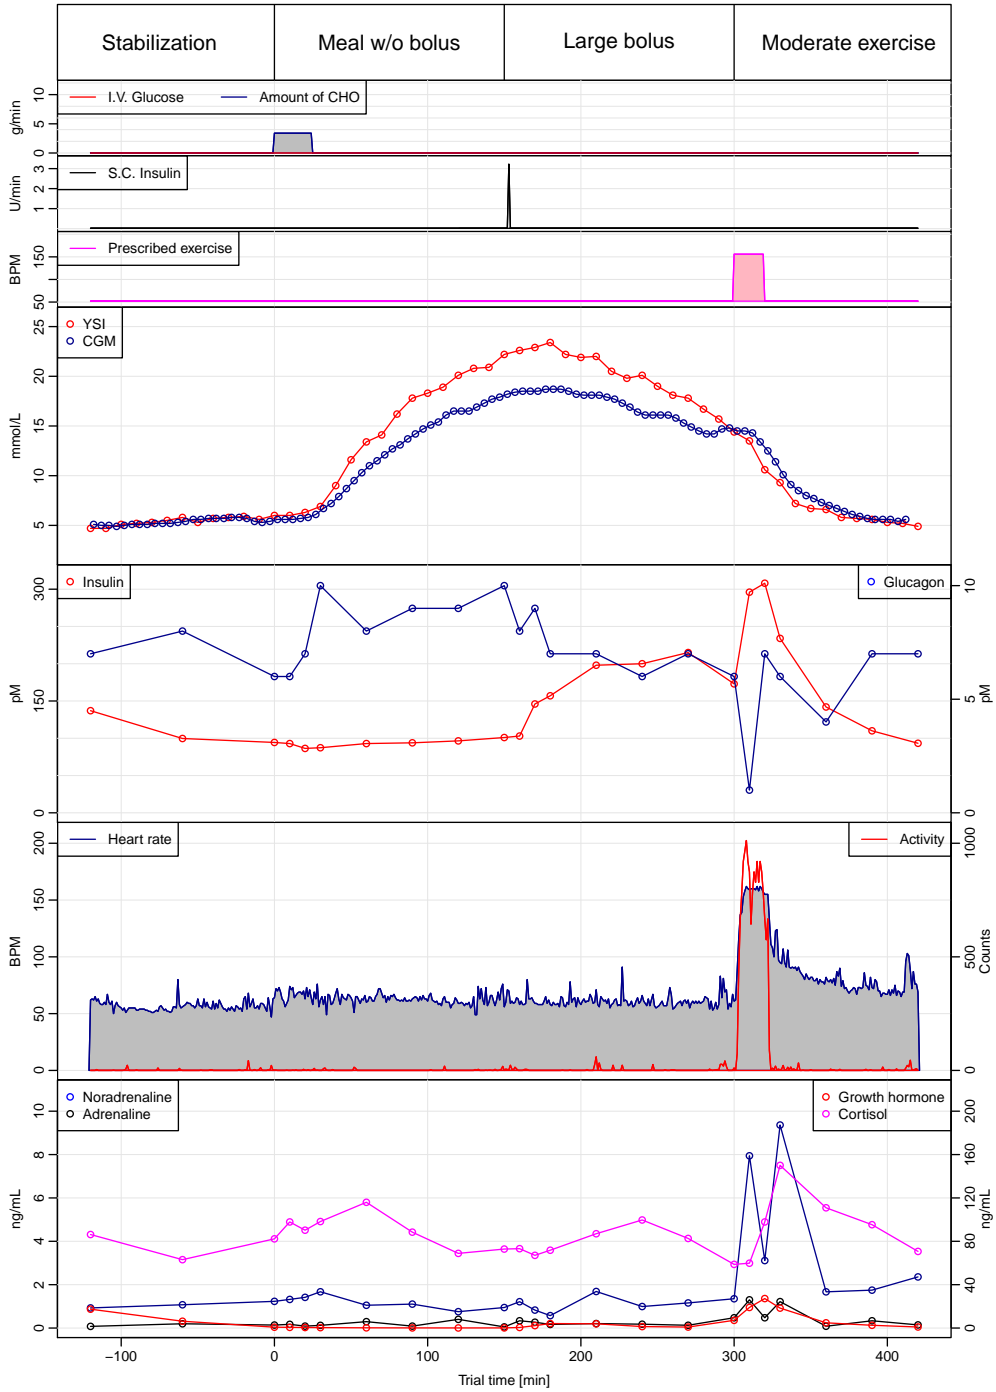 Stabilization Meal w/o bolus Large bolus Moderate exercise
I.V. Glucose Amount of CHO
g/min
10
5
0
S.C. Insulin
U/min
3
2
1
Prescribed exercise
BPM
150
50
YSI
CGM
mmol/L
25
20
15
10
5
Insulin Glucagon
pM
300
150
0
10
5
0
pM
Heart rate Activity
BPM
200
150
100
50
0
1000
500
0
Counts
Noradrenaline Growth hormone
Adrenaline Cortisol
ng/mL
10
8
6
4
2
0
200
160
120
80
40
0
ng/mL
−100 0 100 200 300 400
Trial time [min]